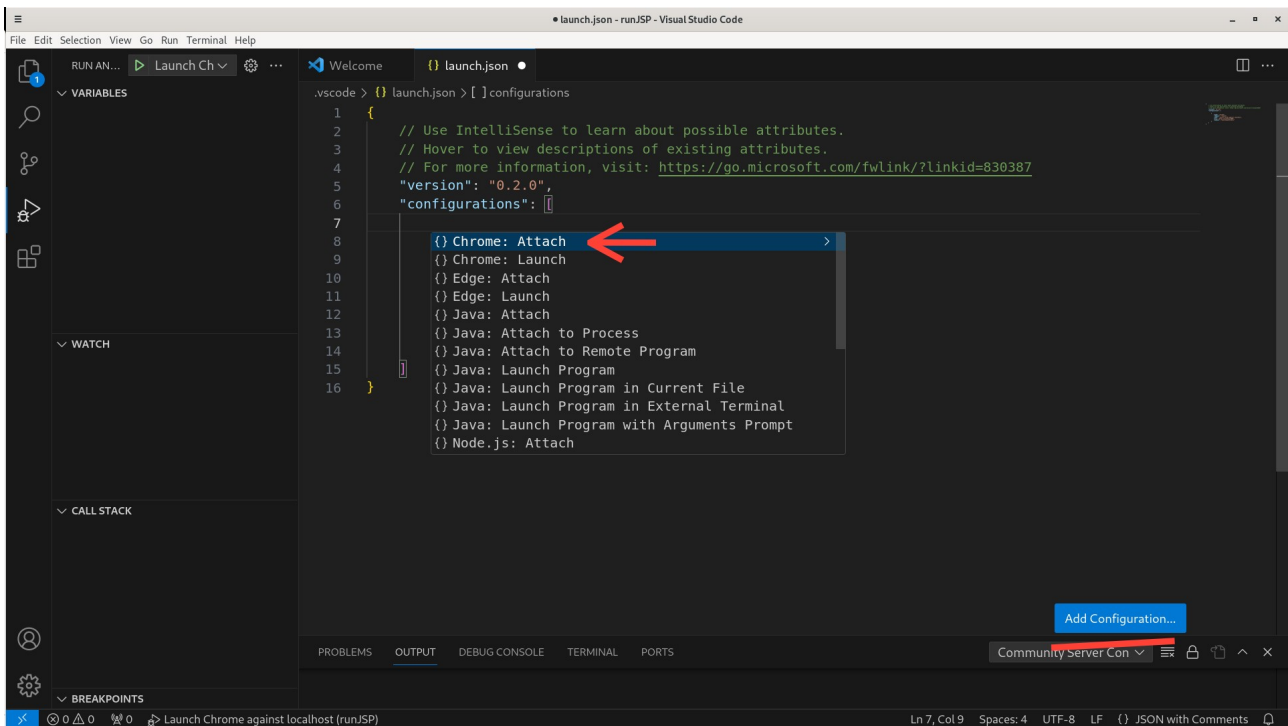 ● launch.json - runJSP - Visual Studio Code
File Edit Selection View Go Run Terminal Help
RUN AN... Launch Ch ···
Welcome
{} launch.json ●
1
VARIABLES
.vscode > {} launch.json > [ ] configurations
1 {
2 // Use IntelliSense to learn about possible attributes.
3 // Hover to view descriptions of existing attributes.
4 // For more information, visit: https://go.microsoft.com/fwlink/?linkid=830387
5 "version": "0.2.0",
6 "configurations": [
7
8 {} Chrome: Attach >
9 {} Chrome: Launch
10 {} Edge: Attach
11 {} Edge: Launch
12 {} Java: Attach
13 {} Java: Attach to Process
WATCH
14 {} Java: Attach to Remote Program
15 ] {} Java: Launch Program
16 } {} Java: Launch Program in Current File
{} Java: Launch Program in External Terminal
{} Java: Launch Program with Arguments Prompt
{} Node.js: Attach
CALL STACK
Add Configuration...
PROBLEMS OUTPUT DEBUG CONSOLE TERMINAL PORTS
Community Server Con
BREAKPOINTS
0 0 0 Launch Chrome against localhost (runJSP)
Ln 7, Col 9 Spaces: 4 UTF-8 LF {} JSON with Comments